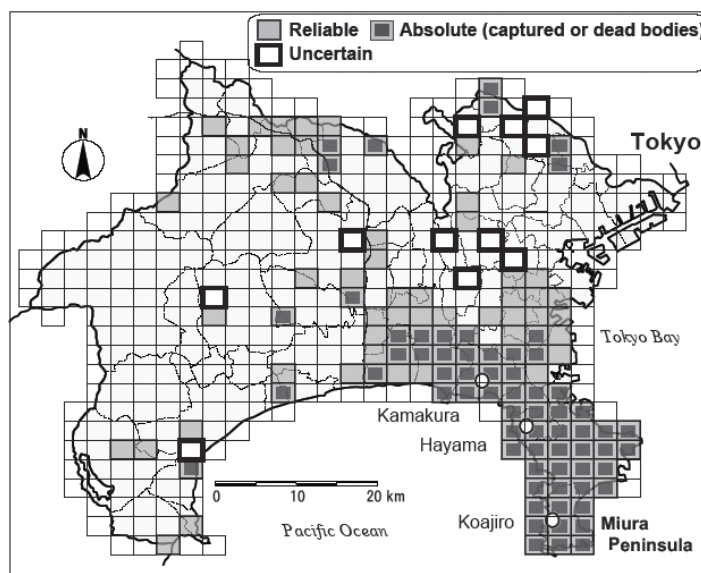 Reliable Absolute (captured or dead bodies)
Uncertain
N
Tokyo
Tokyo Bay
Kamakura
Hayama
0 10 20 km
Koajiro
Miura
Peninsula
Pacific Ocean